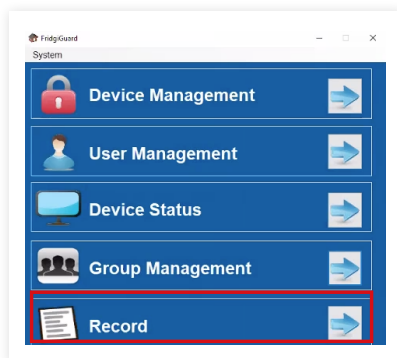 FridgiGuard
System
Device Management
User Management
Device Status
Group Management
Record